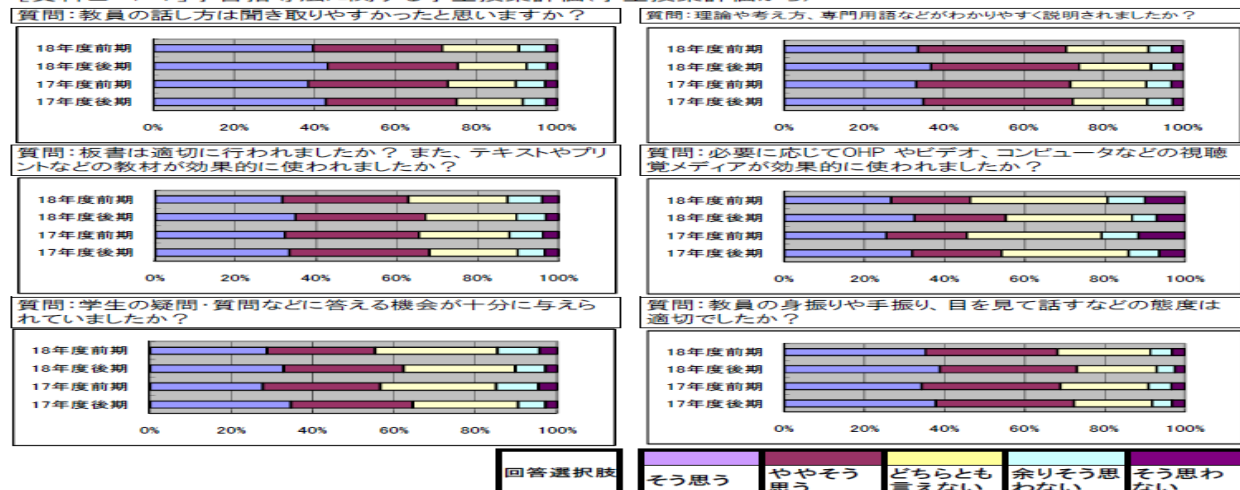 質問：教員の話し方は聞き取りやすかったと思いますか？
18年度前期
18年度後期
17年度前期
17年度後期
0% 20% 40% 60% 80% 100%
質問：理論や考え方、専門用語などがわかりやすく説明されましたか？
18年度前期
18年度後期
17年度前期
17年度後期
0% 20% 40% 60% 80% 100%
質問：板書は適切に行われましたか？ また、テキストやプリ
ントなどの教材が効果的に使われましたか？
18年度前期
18年度後期
17年度前期
17年度後期
0% 20% 40% 60% 80% 100%
質問：必要に応じてOHP やビデオ、コンピュータなどの視聴
覚メディアが効果的に使われましたか？
18年度前期
18年度後期
17年度前期
17年度後期
0% 20% 40% 60% 80% 100%
質問：学生の疑問・質問などに答える機会が十分に与えら
れていましたか？
18年度前期
18年度後期
17年度前期
17年度後期
0% 20% 40% 60% 80% 100%
質問：教員の身振りや手振り、目を見て話すなどの態度は
適切でしたか？
18年度前期
18年度後期
17年度前期
17年度後期
0% 20% 40% 60% 80% 100%
回答選択肢
そう思う
ややそう
思う
どちらとも
言えない
余りそう思
わない
そう思わ
ない